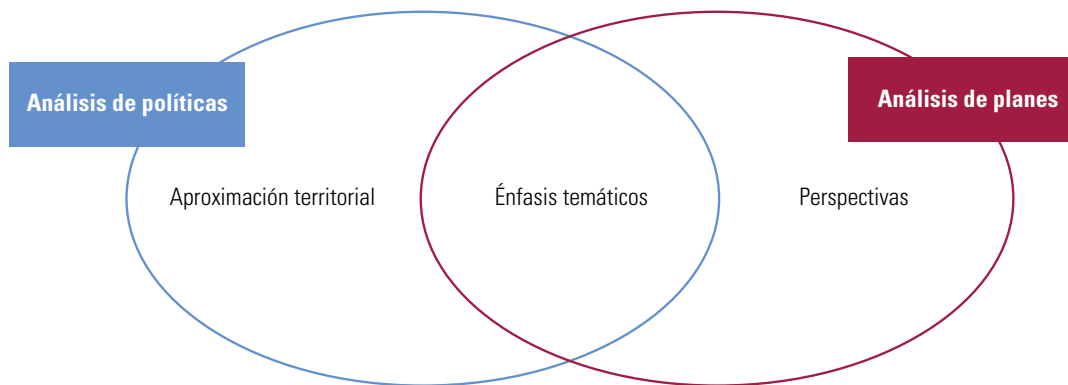 Análisis de políticas
Análisis de planes
Aproximación territorial
Énfasis temáticos
Perspectivas